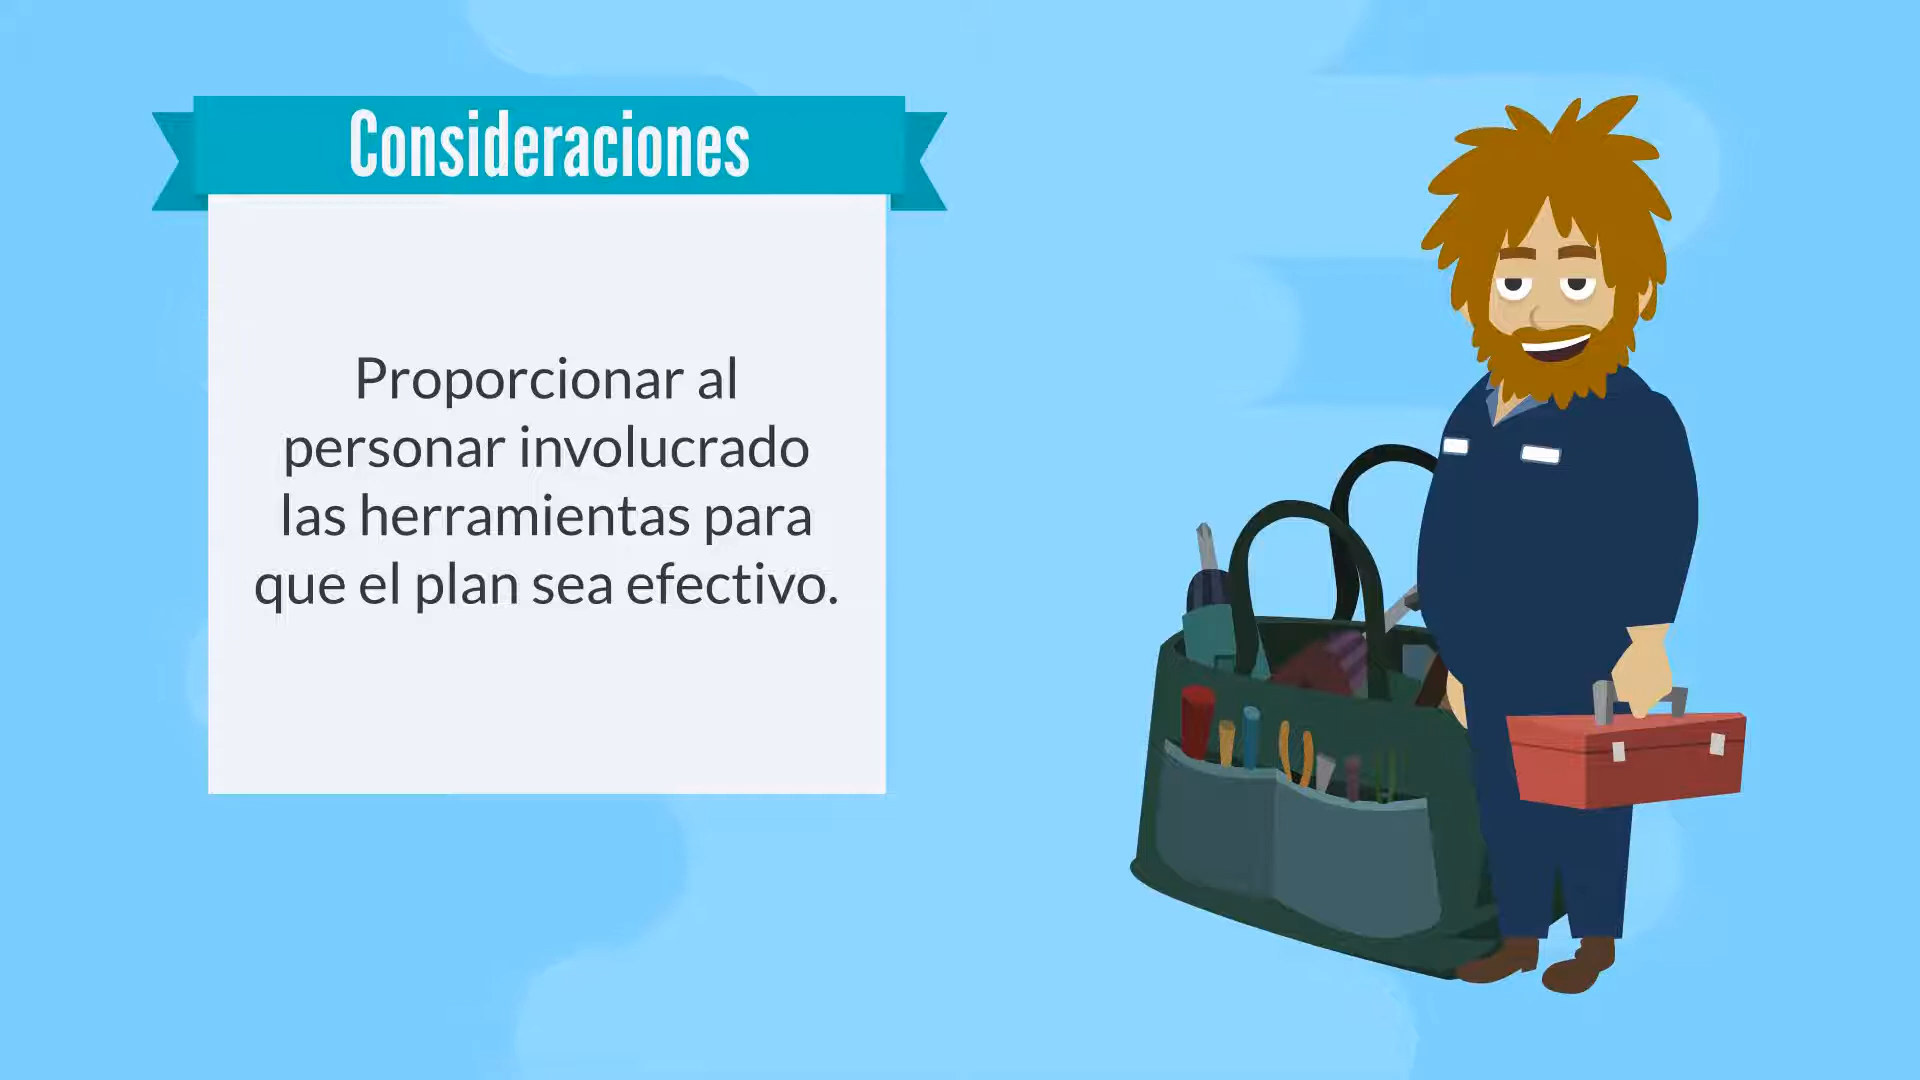 Consideraciones
Proporcionar al
personar involucrado
las herramientas para
que el plan sea efectivo.